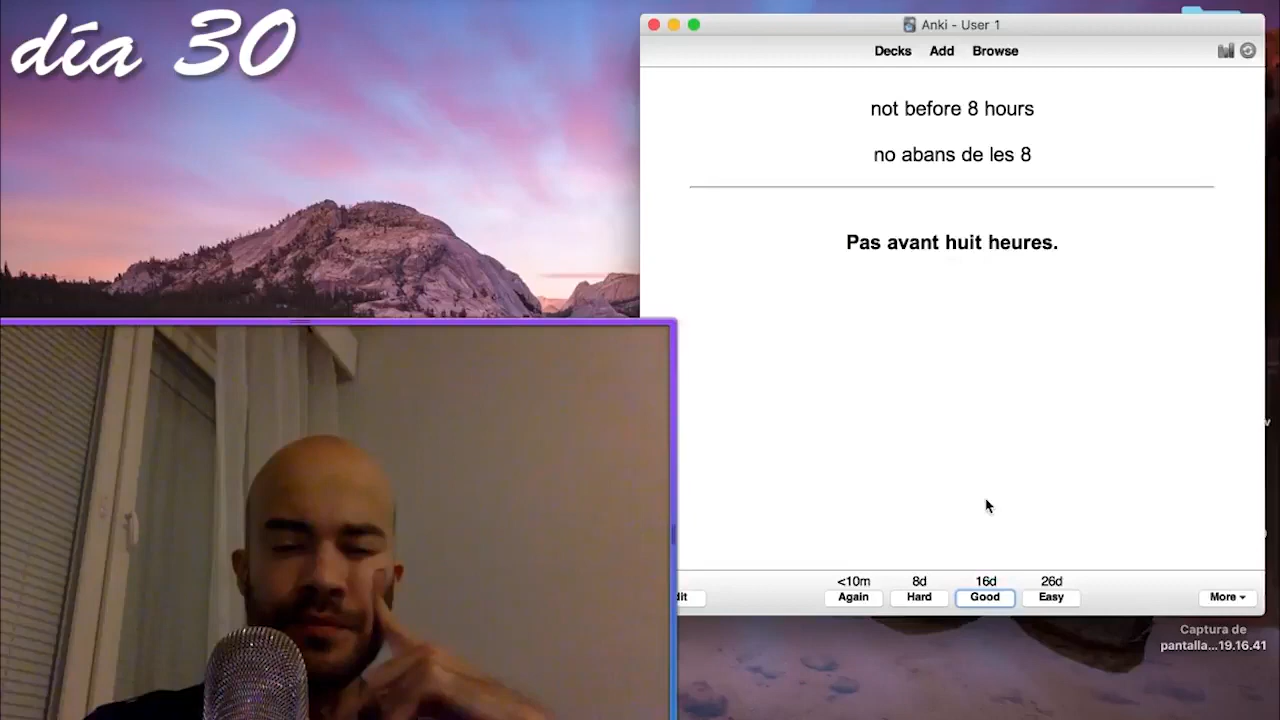 día 30
Anki - User 1
Decks Add Browse
not before 8 hours
no abans de les 8
Pas avant huit heures.
<10m 8d 16d 26d
dit Again Hard Good Easy More
Captura de
pantalla...19.16.41